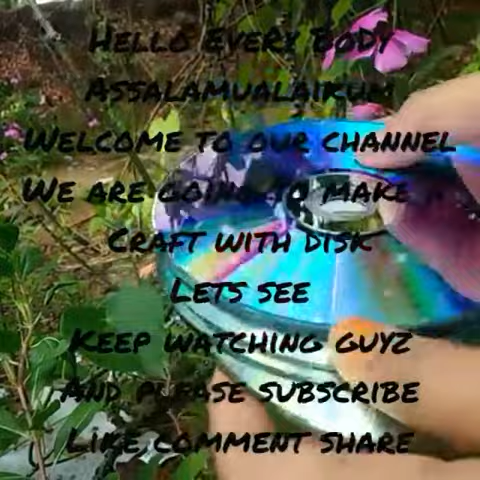 Hello Every Body
Assalamualaikum
Welcome to our channel
We are going to make a
Craft with disk
Lets see
Keep watching guyz
And please subscribe
Like comment share